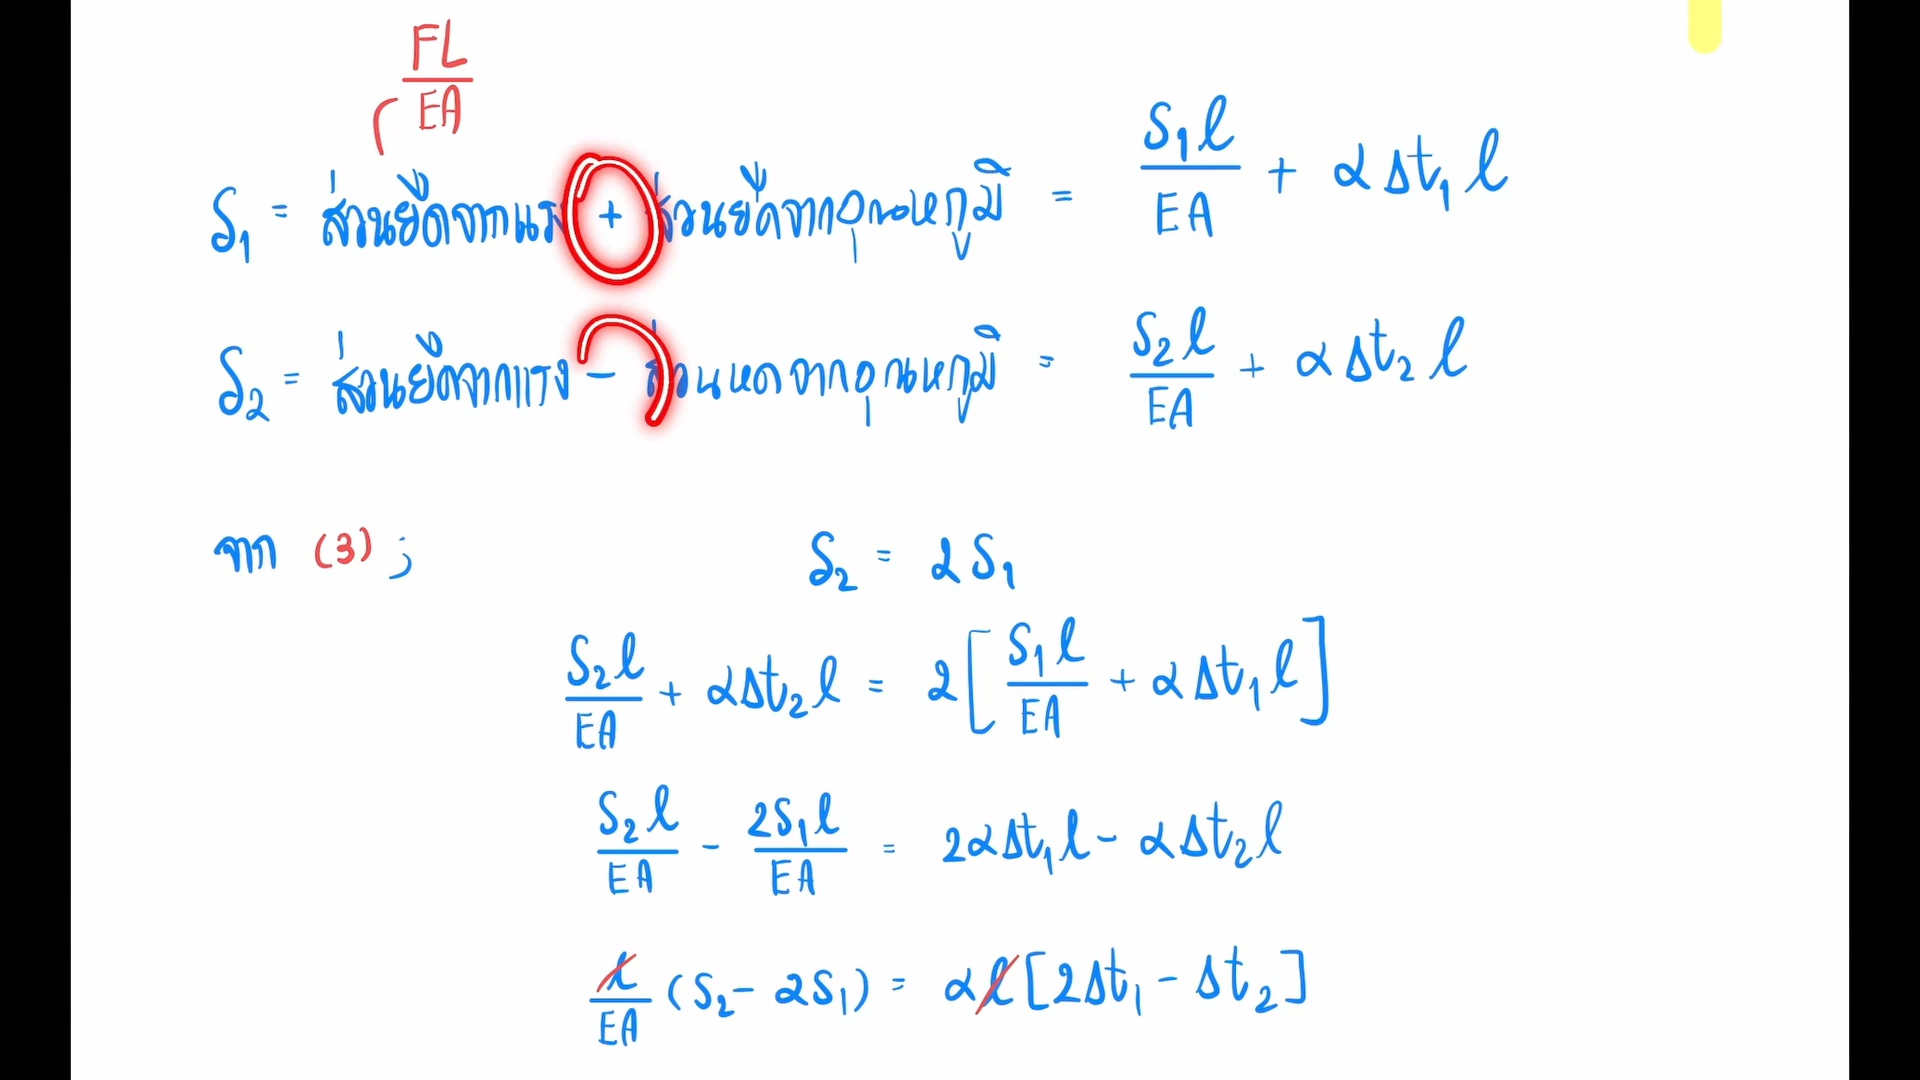 FL/EA
δ₁ = ส่วนยืดจากแรง + ส่วนยืดจากอุณหภูมิ = S₁l/EA + αΔt₁l
δ₂ = ส่วนยืดจากแรง - ส่วนหดจากอุณหภูมิ = S₂l/EA + αΔt₂l
จาก (3) ; δ₂ = 2δ₁
S₂l/EA + αΔt₂l = 2[S₁l/EA + αΔt₁l]
S₂l/EA - 2S₁l/EA = 2αΔt₁l - αΔt₂l
l/EA (S₂ - 2S₁) = αl[2Δt₁ - Δt₂]